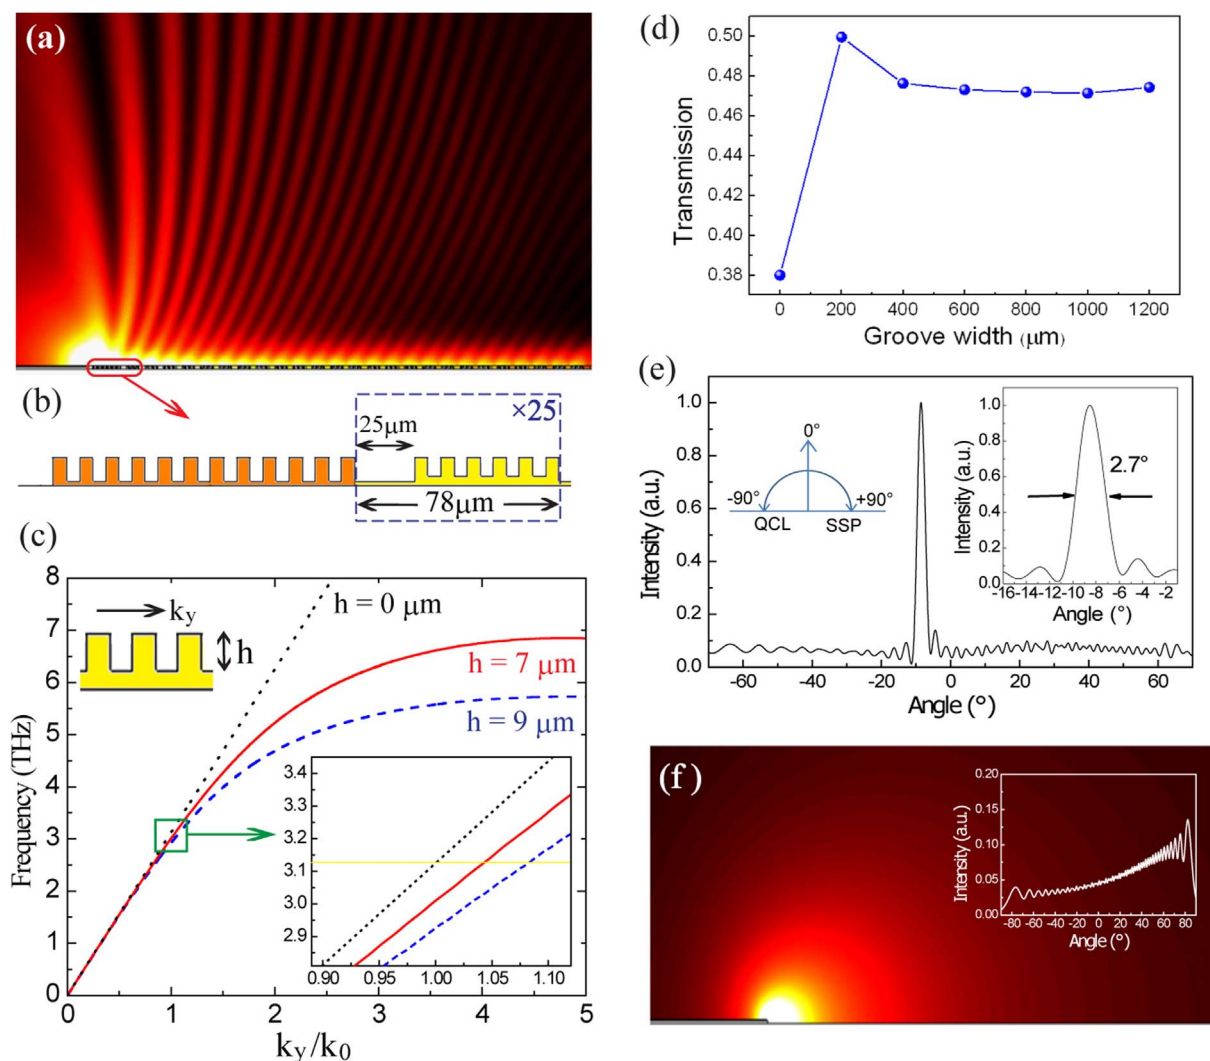 (a)
(b)
×25
25μm
78μm
(c)
8
7
6
5
4
3
2
1
0
Frequency (THz)
k_y
h
h = 0 μm
h = 7 μm
h = 9 μm
3.4
3.3
3.2
3.1
3.0
2.9
0.90 0.95 1.00 1.05 1.10
0 1 2 3 4 5
k_y/k_0
(d)
0.50
0.48
0.46
0.44
0.42
0.40
0.38
Transmission
0 200 400 600 800 1000 1200
Groove width (μm)
(e)
1.0
0.8
0.6
0.4
0.2
0.0
Intensity (a.u.)
0°
-90° +90°
QCL SSP
-60 -40 -20 0 20 40 60
Angle (°)
1.0
0.8
0.6
0.4
0.2
0.0
Intensity (a.u.)
2.7°
-16 -14 -12 -10 -8 -6 -4 -2
Angle (°)
(f)
0.20
0.15
0.10
0.05
0.00
Intensity (a.u.)
-80 -60 -40 -20 0 20 40 60 80
Angle (°)